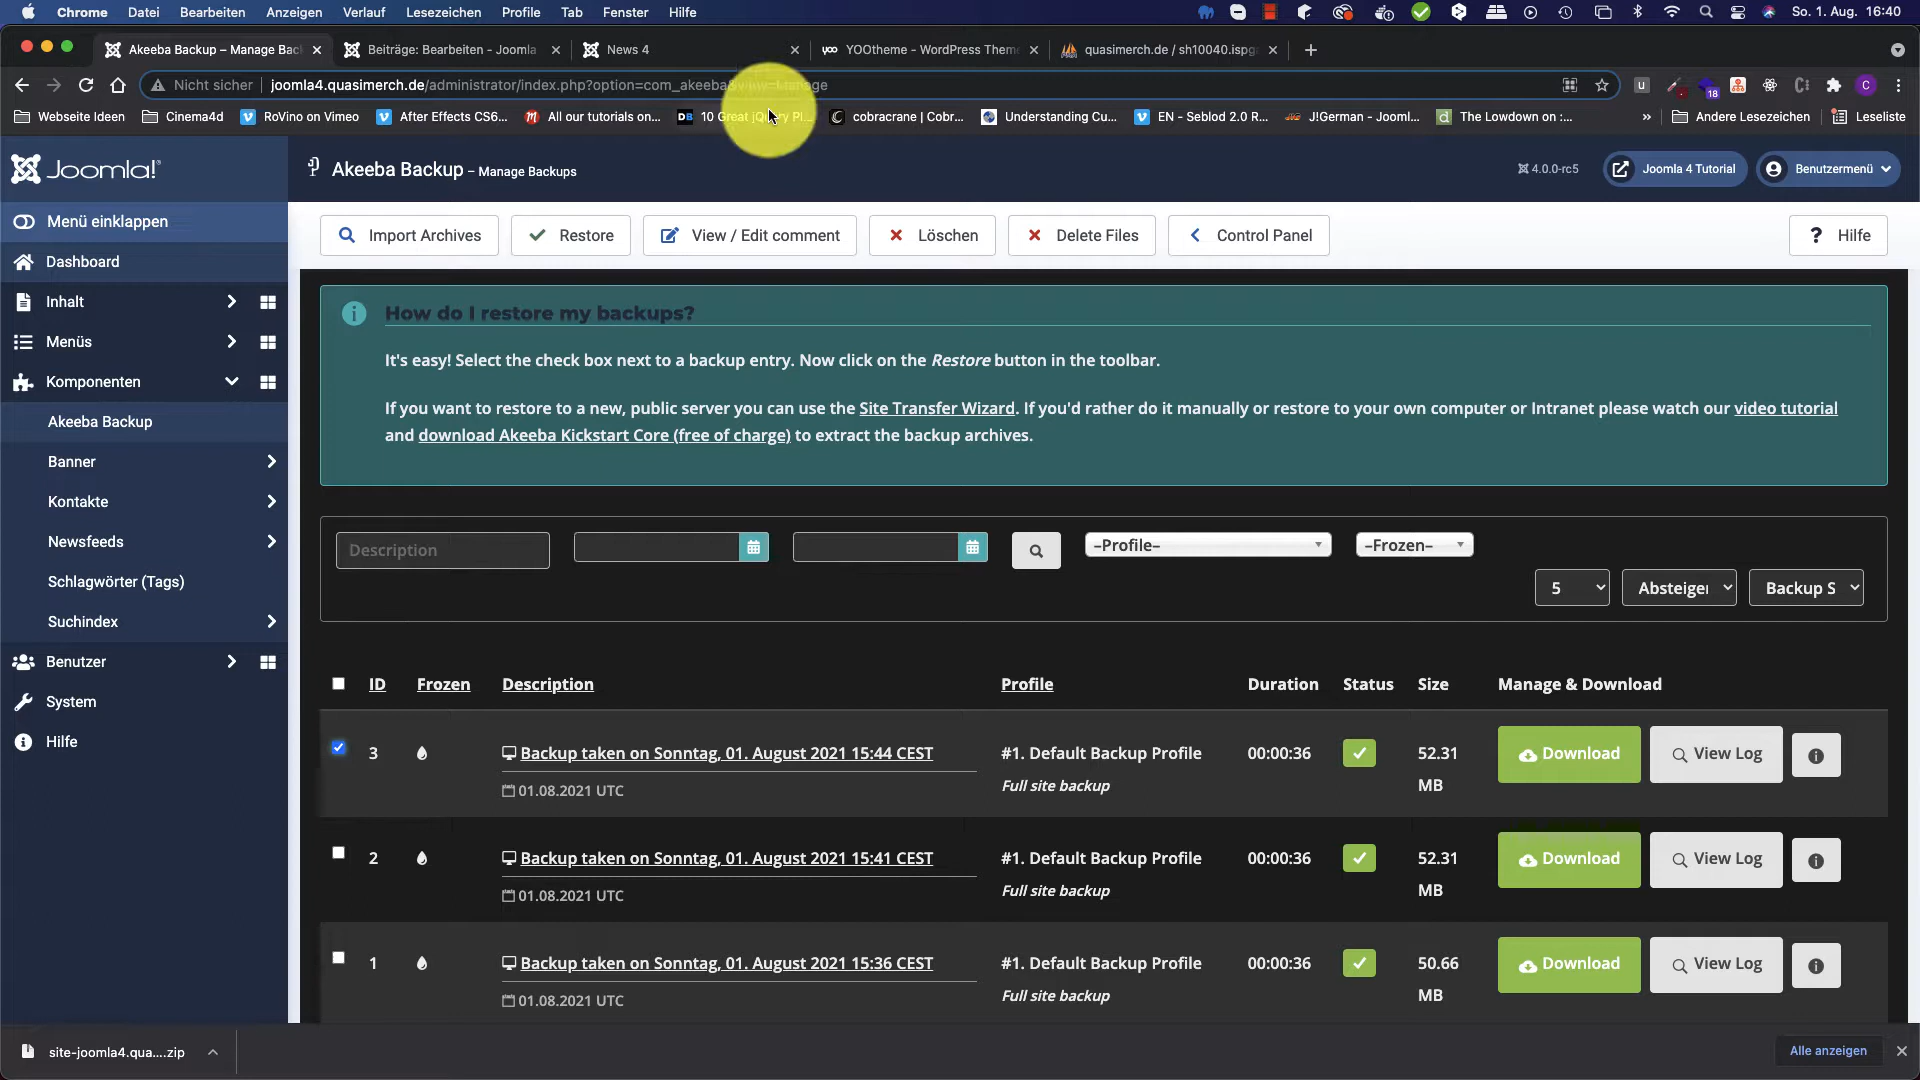 Chrome Datei Bearbeiten Anzeigen Verlauf Lesezeichen Profile Tab Fenster Hilfe So. 1. Aug. 16:40
Akeeba Backup – Manage Bac Beiträge: Bearbeiten - Joomla News 4 YOOtheme - WordPress Theme quasimerch.de / sh10040.ispg
Nicht sicher joomla4.quasimerch.de/administrator/index.php?option=com_akeeba&view=Manage
18 C
Webseite Ideen Cinema4d RoVino on Vimeo After Effects CS6... All our tutorials on... DB 10 Great jQuery Pl... cobracrane | Cobr... Understanding Cu... EN - Seblod 2.0 R... J!German - Jooml... The Lowdown on :... » Andere Lesezeichen Leseliste
Joomla!® Akeeba Backup – Manage Backups 4.0.0-rc5 Joomla 4 Tutorial Benutzermenü
Menü einklappen
Dashboard
Inhalt
Menüs
Komponenten
Akeeba Backup
Banner
Kontakte
Newsfeeds
Schlagwörter (Tags)
Suchindex
Benutzer
System
Hilfe
Import Archives Restore View / Edit comment Löschen Delete Files Control Panel ? Hilfe
How do I restore my backups?
It's easy! Select the check box next to a backup entry. Now click on the Restore button in the toolbar.
If you want to restore to a new, public server you can use the Site Transfer Wizard. If you'd rather do it manually or restore to your own computer or Intranet please watch our video tutorial
and download Akeeba Kickstart Core (free of charge) to extract the backup archives.
Description –Profile– –Frozen–
5 Absteiger Backup S
ID Frozen Description Profile Duration Status Size Manage & Download
3 Backup taken on Sonntag, 01. August 2021 15:44 CEST #1. Default Backup Profile 00:00:36 52.31 Download View Log
01.08.2021 UTC Full site backup MB
2 Backup taken on Sonntag, 01. August 2021 15:41 CEST #1. Default Backup Profile 00:00:36 52.31 Download View Log
01.08.2021 UTC Full site backup MB
1 Backup taken on Sonntag, 01. August 2021 15:36 CEST #1. Default Backup Profile 00:00:36 50.66 Download View Log
01.08.2021 UTC Full site backup MB
site-joomla4.qua....zip Alle anzeigen